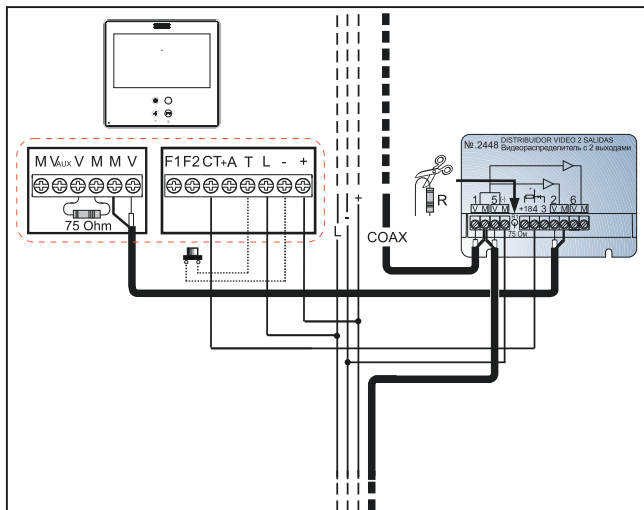 MVAUX V M M V
F1 F2 CT +A T L - +
75 Ohm
L
-
+
COAX
R
№.2448 DISTRIBUIDOR VIDEO 2 SALIDAS
Видеораспределитель с 2 выходами
1 5 +18 4 3 2 6
V M V M V M V M
75 Ом